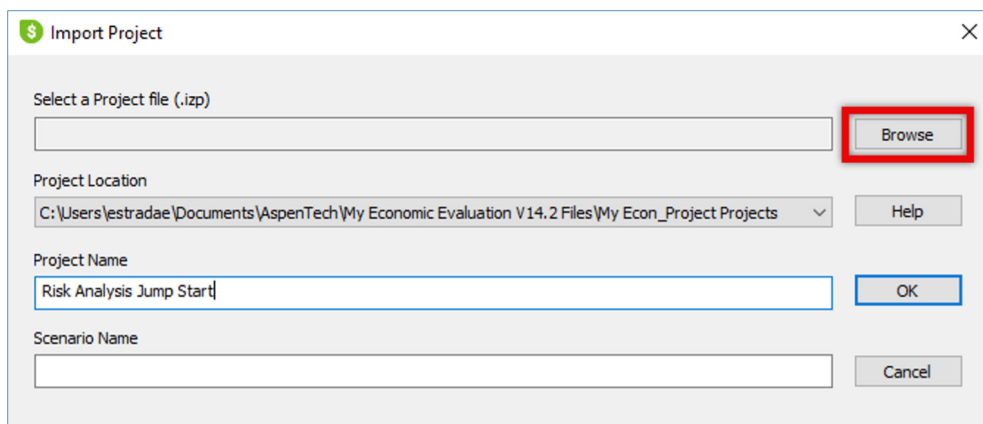 Import Project
Select a Project file (.izp)
Browse
Project Location
C:\Users\estradae\Documents\AspenTech\My Economic Evaluation V14.2 Files\My Econ_Project Projects
Help
Project Name
Risk Analysis Jump Start
OK
Scenario Name
Cancel